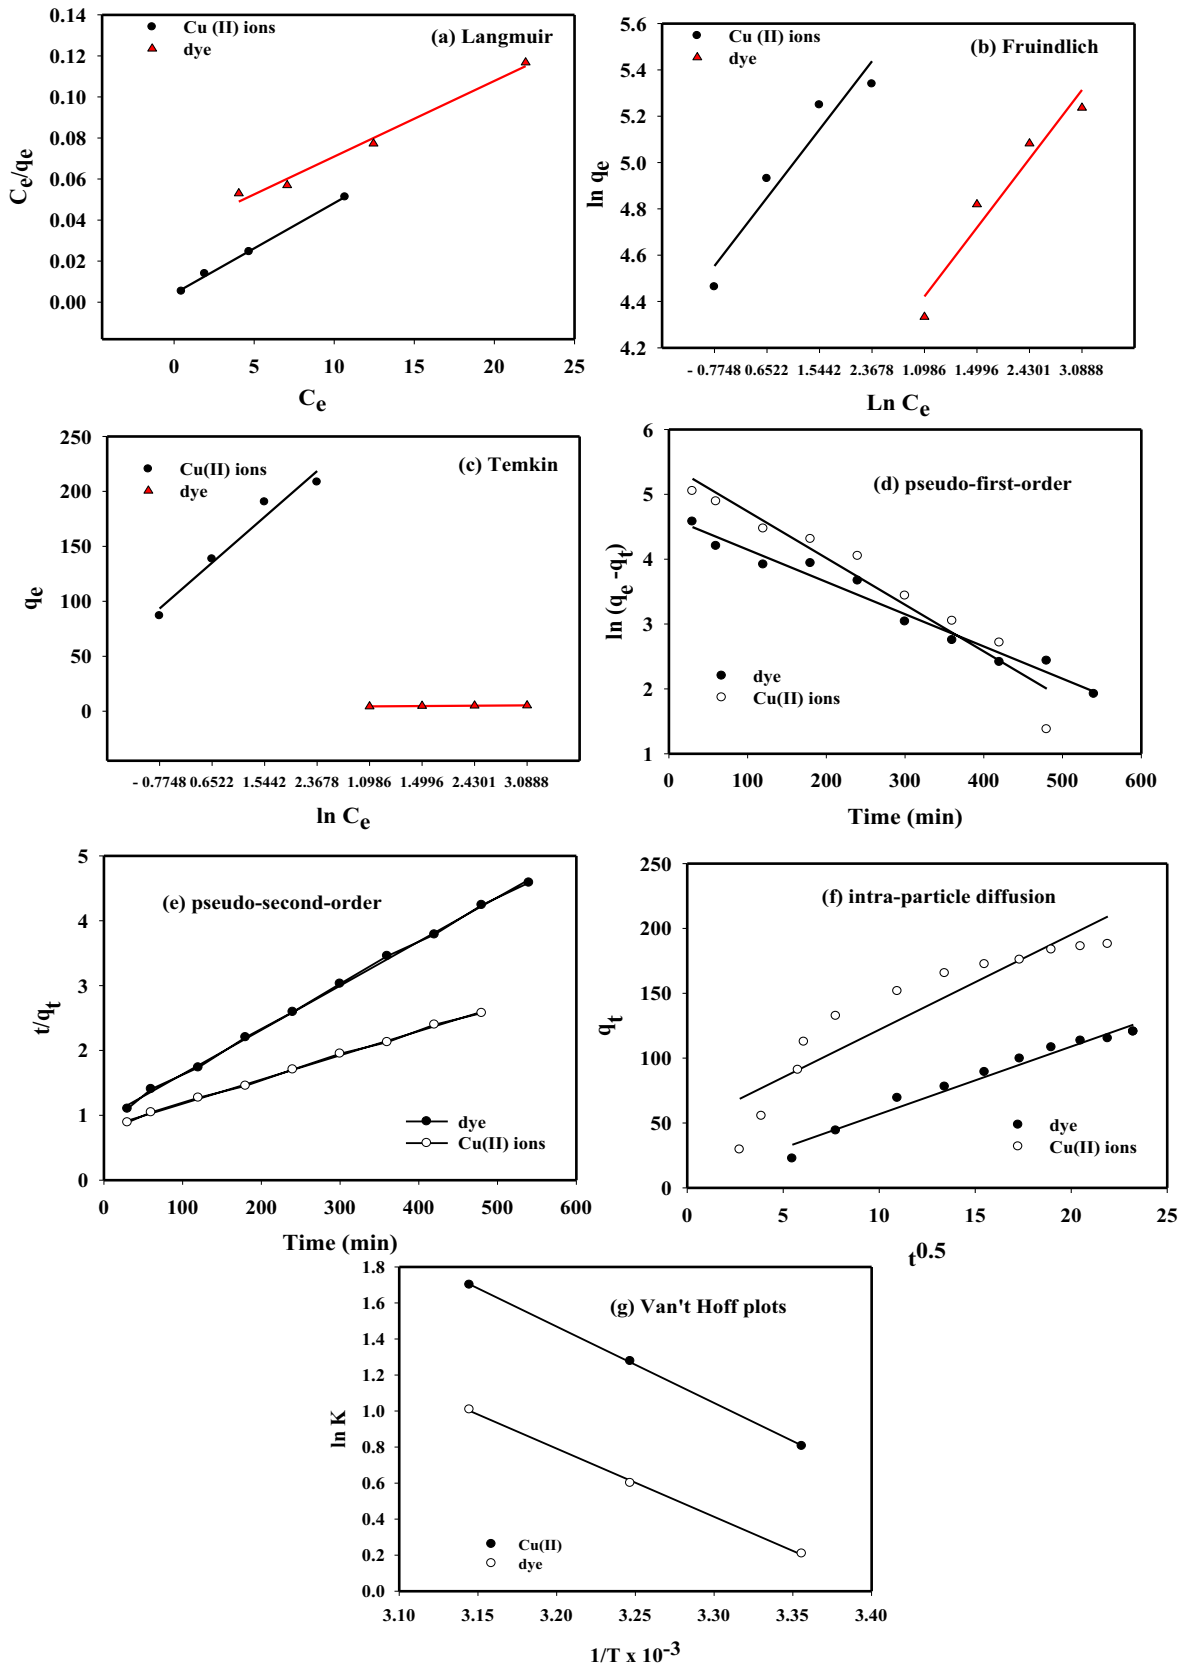 (a) Langmuir
Cu (II) ions
dye
0.14
0.12
0.10
0.08
0.06
0.04
0.02
0.00
Ce/qe
0 5 10 15 20 25
Ce
(b) Fruindlich
Cu (II) ions
dye
5.6
5.4
5.2
5.0
4.8
4.6
4.4
4.2
ln qe
- 0.7748 0.6522 1.5442 2.3678 1.0986 1.4996 2.4301 3.0888
Ln Ce
(c) Temkin
Cu(II) ions
dye
250
200
150
100
50
0
qe
- 0.7748 0.6522 1.5442 2.3678 1.0986 1.4996 2.4301 3.0888
ln Ce
(d) pseudo-first-order
6
5
4
3
2
1
ln (qe -qt)
dye
Cu(II) ions
0 100 200 300 400 500 600
Time (min)
(e) pseudo-second-order
5
4
3
2
1
0
t/qt
dye
Cu(II) ions
0 100 200 300 400 500 600
Time (min)
(f) intra-particle diffusion
250
200
150
100
50
0
qt
dye
Cu(II) ions
0 5 10 15 20 25
t0.5
(g) Van't Hoff plots
1.8
1.6
1.4
1.2
1.0
0.8
0.6
0.4
0.2
0.0
ln K
Cu(II)
dye
3.10 3.15 3.20 3.25 3.30 3.35 3.40
1/T x 10-3